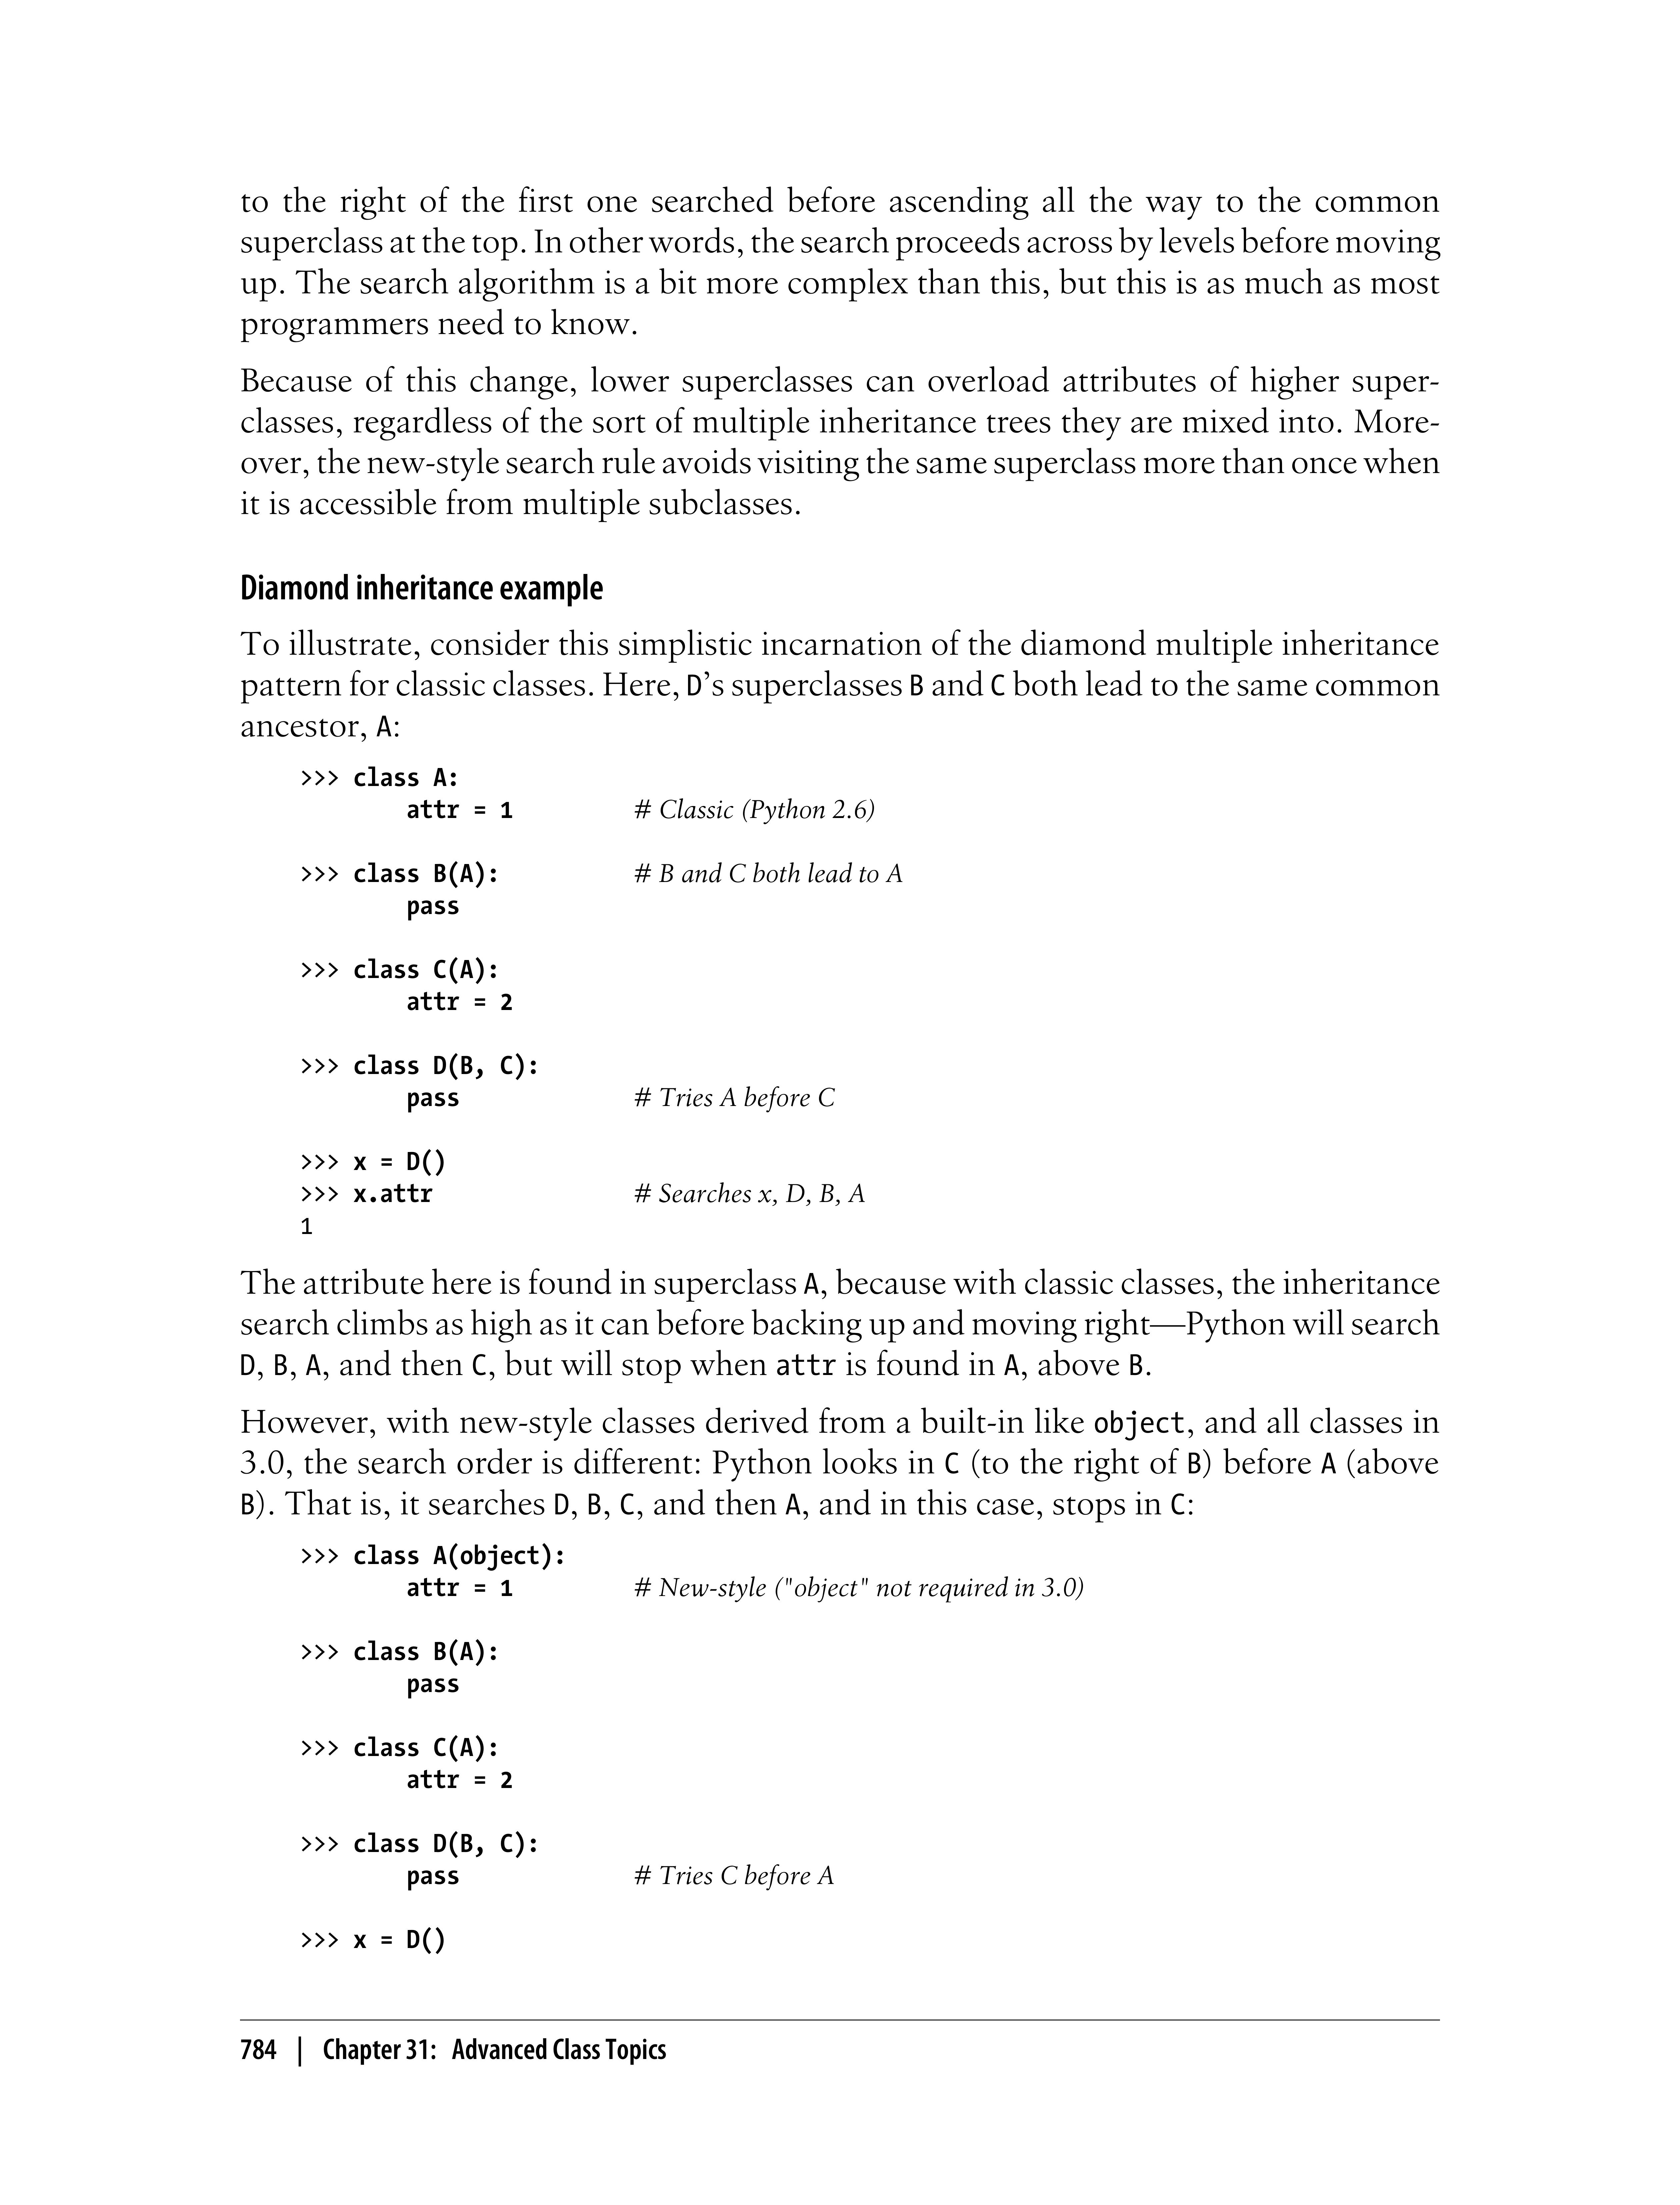 to the right of the first one searched before ascending all the way to the common
superclass at the top. In other words, the search proceeds across by levels before moving
up. The search algorithm is a bit more complex than this, but this is as much as most
programmers need to know.
Because of this change, lower superclasses can overload attributes of higher super-
classes, regardless of the sort of multiple inheritance trees they are mixed into. More-
over, the new-style search rule avoids visiting the same superclass more than once when
it is accessible from multiple subclasses.
Diamond inheritance example
To illustrate, consider this simplistic incarnation of the diamond multiple inheritance
pattern for classic classes. Here, D’s superclasses B and C both lead to the same common
ancestor, A:
>>> class A:
        attr = 1         # Classic (Python 2.6)
>>> class B(A):          # B and C both lead to A
        pass
>>> class C(A):
        attr = 2
>>> class D(B, C):
        pass             # Tries A before C
>>> x = D()
>>> x.attr               # Searches x, D, B, A
1
The attribute here is found in superclass A, because with classic classes, the inheritance
search climbs as high as it can before backing up and moving right—Python will search
D, B, A, and then C, but will stop when attr is found in A, above B.
However, with new-style classes derived from a built-in like object, and all classes in
3.0, the search order is different: Python looks in C (to the right of B) before A (above
B). That is, it searches D, B, C, and then A, and in this case, stops in C:
>>> class A(object):
        attr = 1         # New-style ("object" not required in 3.0)
>>> class B(A):
        pass
>>> class C(A):
        attr = 2
>>> class D(B, C):
        pass             # Tries C before A
>>> x = D()
784 | Chapter 31: Advanced Class Topics